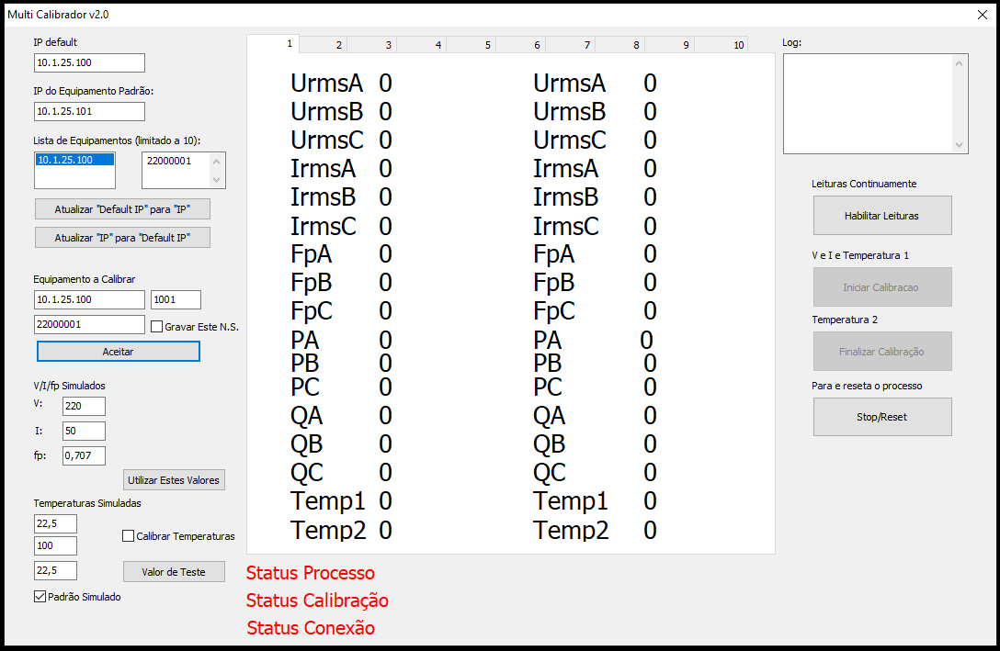 Multi Calibrador v2.0
IP default
10.1.25.100
IP do Equipamento Padrão:
10.1.25.101
Lista de Equipamentos (limitado a 10):
10.1.25.100 22000001
Atualizar "Default IP" para "IP"
Atualizar "IP" para "Default IP"
Equipamento a Calibrar
10.1.25.100 1001
22000001 Gravar Este N.S.
Aceitar
V/I/fp Simulados
V: 220
I: 50
fp: 0,707
Utilizar Estes Valores
Temperaturas Simuladas
22,5
Calibrar Temperaturas
100
22,5 Valor de Teste
Padrão Simulado
1 2 3 4 5 6 7 8 9 10
UrmsA 0 UrmsA 0
UrmsB 0 UrmsB 0
UrmsC 0 UrmsC 0
IrmsA 0 IrmsA 0
IrmsB 0 IrmsB 0
IrmsC 0 IrmsC 0
FpA 0 FpA 0
FpB 0 FpB 0
FpC 0 FpC 0
PA 0 PA 0
PB 0 PB 0
PC 0 PC 0
QA 0 QA 0
QB 0 QB 0
QC 0 QC 0
Temp1 0 Temp1 0
Temp2 0 Temp2 0
Status Processo
Status Calibração
Status Conexão
Log:
Leituras Continuamente
Habilitar Leituras
V e I e Temperatura 1
Iniciar Calibracao
Temperatura 2
Finalizar Calibração
Para e reseta o processo
Stop/Reset